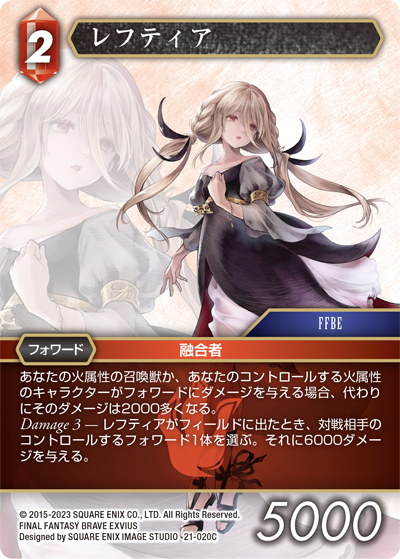 2
レフティア
FFBE
フォワード
融合者
あなたの火属性の召喚獣か、あなたのコントロールする火属性
のキャラクターがフォワードにダメージを与える場合、代わり
にそのダメージは2000多くなる。
Damage 3 — レフティアがフィールドに出たとき、対戦相手の
コントロールするフォワード1体を選ぶ。それに6000ダメー
ジを与える。
© 2015-2023 SQUARE ENIX CO., LTD. All Rights Reserved.
FINAL FANTASY BRAVE EXVIUS
Designed by SQUARE ENIX IMAGE STUDIO -21-020C
5000